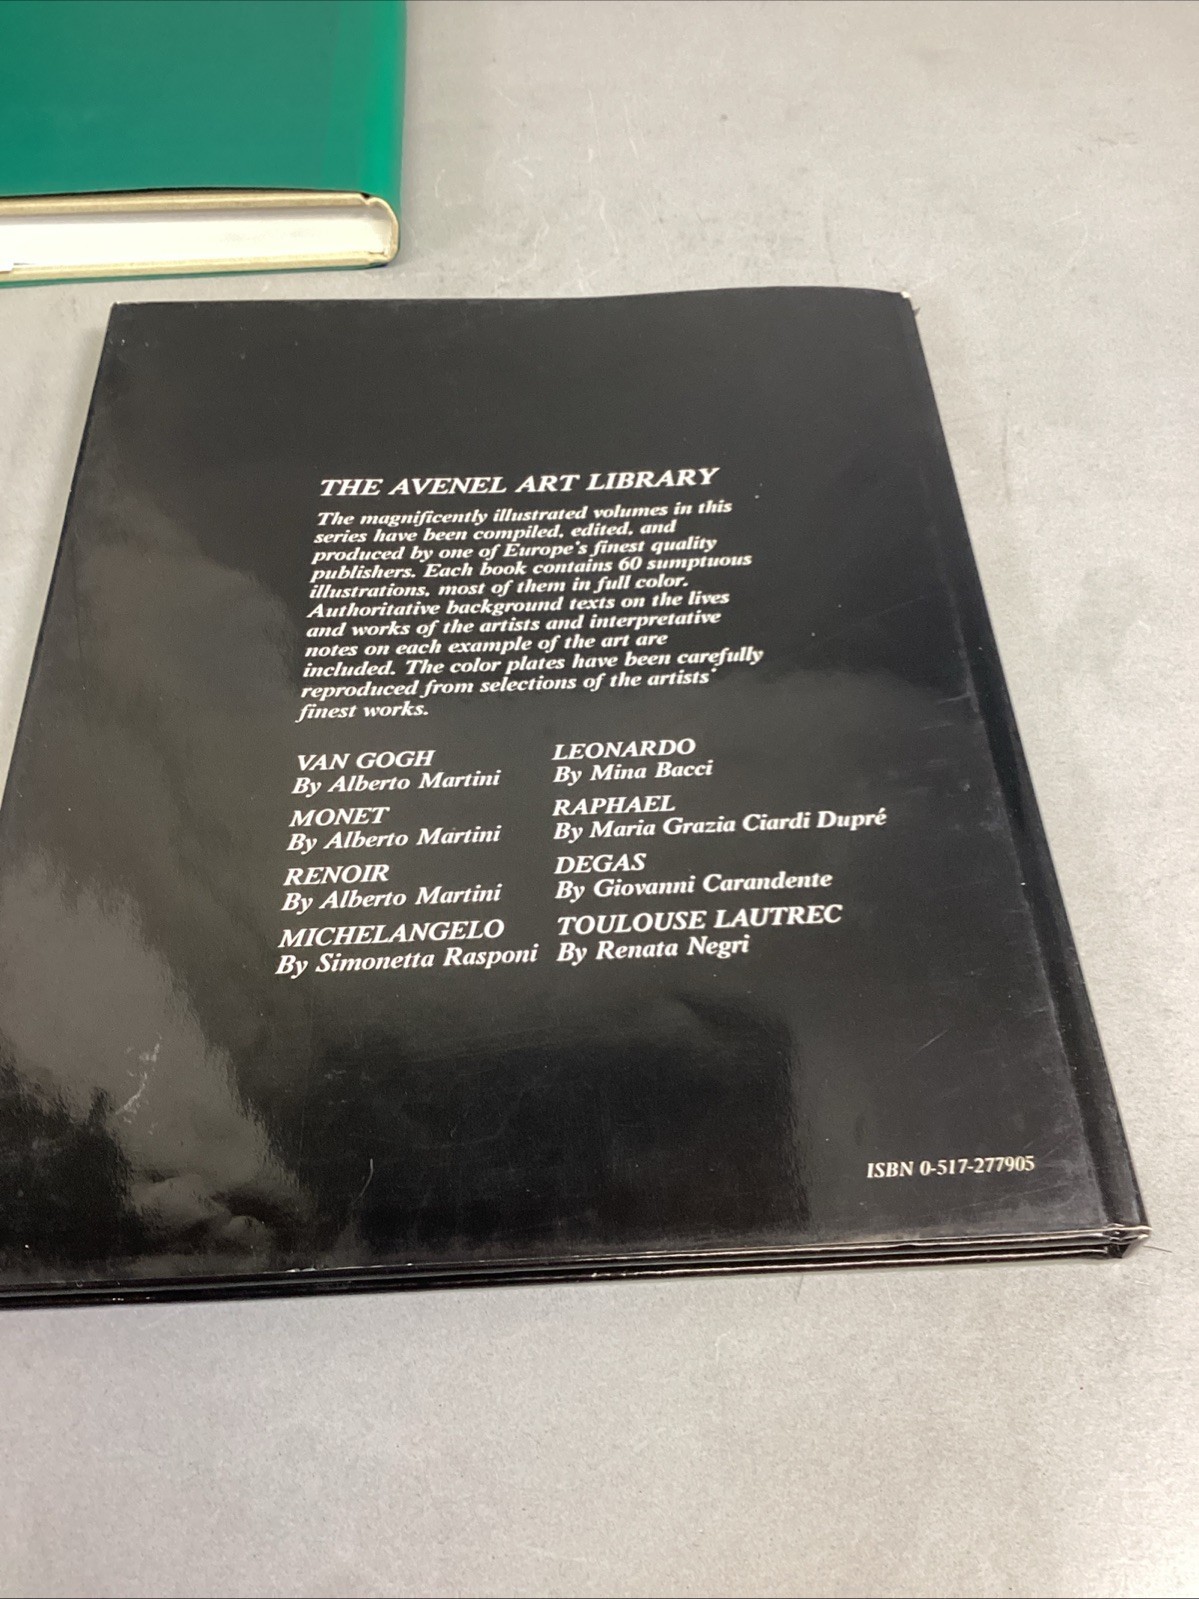 THE AVENEL ART LIBRARY
The magnificently illustrated volumes in this
series have been compiled, edited, and
produced by one of Europe's finest quality
publishers. Each book contains 60 sumptuous
illustrations, most of them in full color.
Authoritative background texts on the lives
and works of the artists and interpretative
notes on each example of the art are
included. The color plates have been carefully
reproduced from selections of the artists'
finest works.
VAN GOGH
By Alberto Martini
MONET
By Alberto Martini
RENOIR
By Alberto Martini
MICHELANGELO
By Simonetta Rasponi
LEONARDO
By Mina Bacci
RAPHAEL
By Maria Grazia Ciardi Dupré
DEGAS
By Giovanni Carandente
TOULOUSE LAUTREC
By Renata Negri
ISBN 0-517-277905